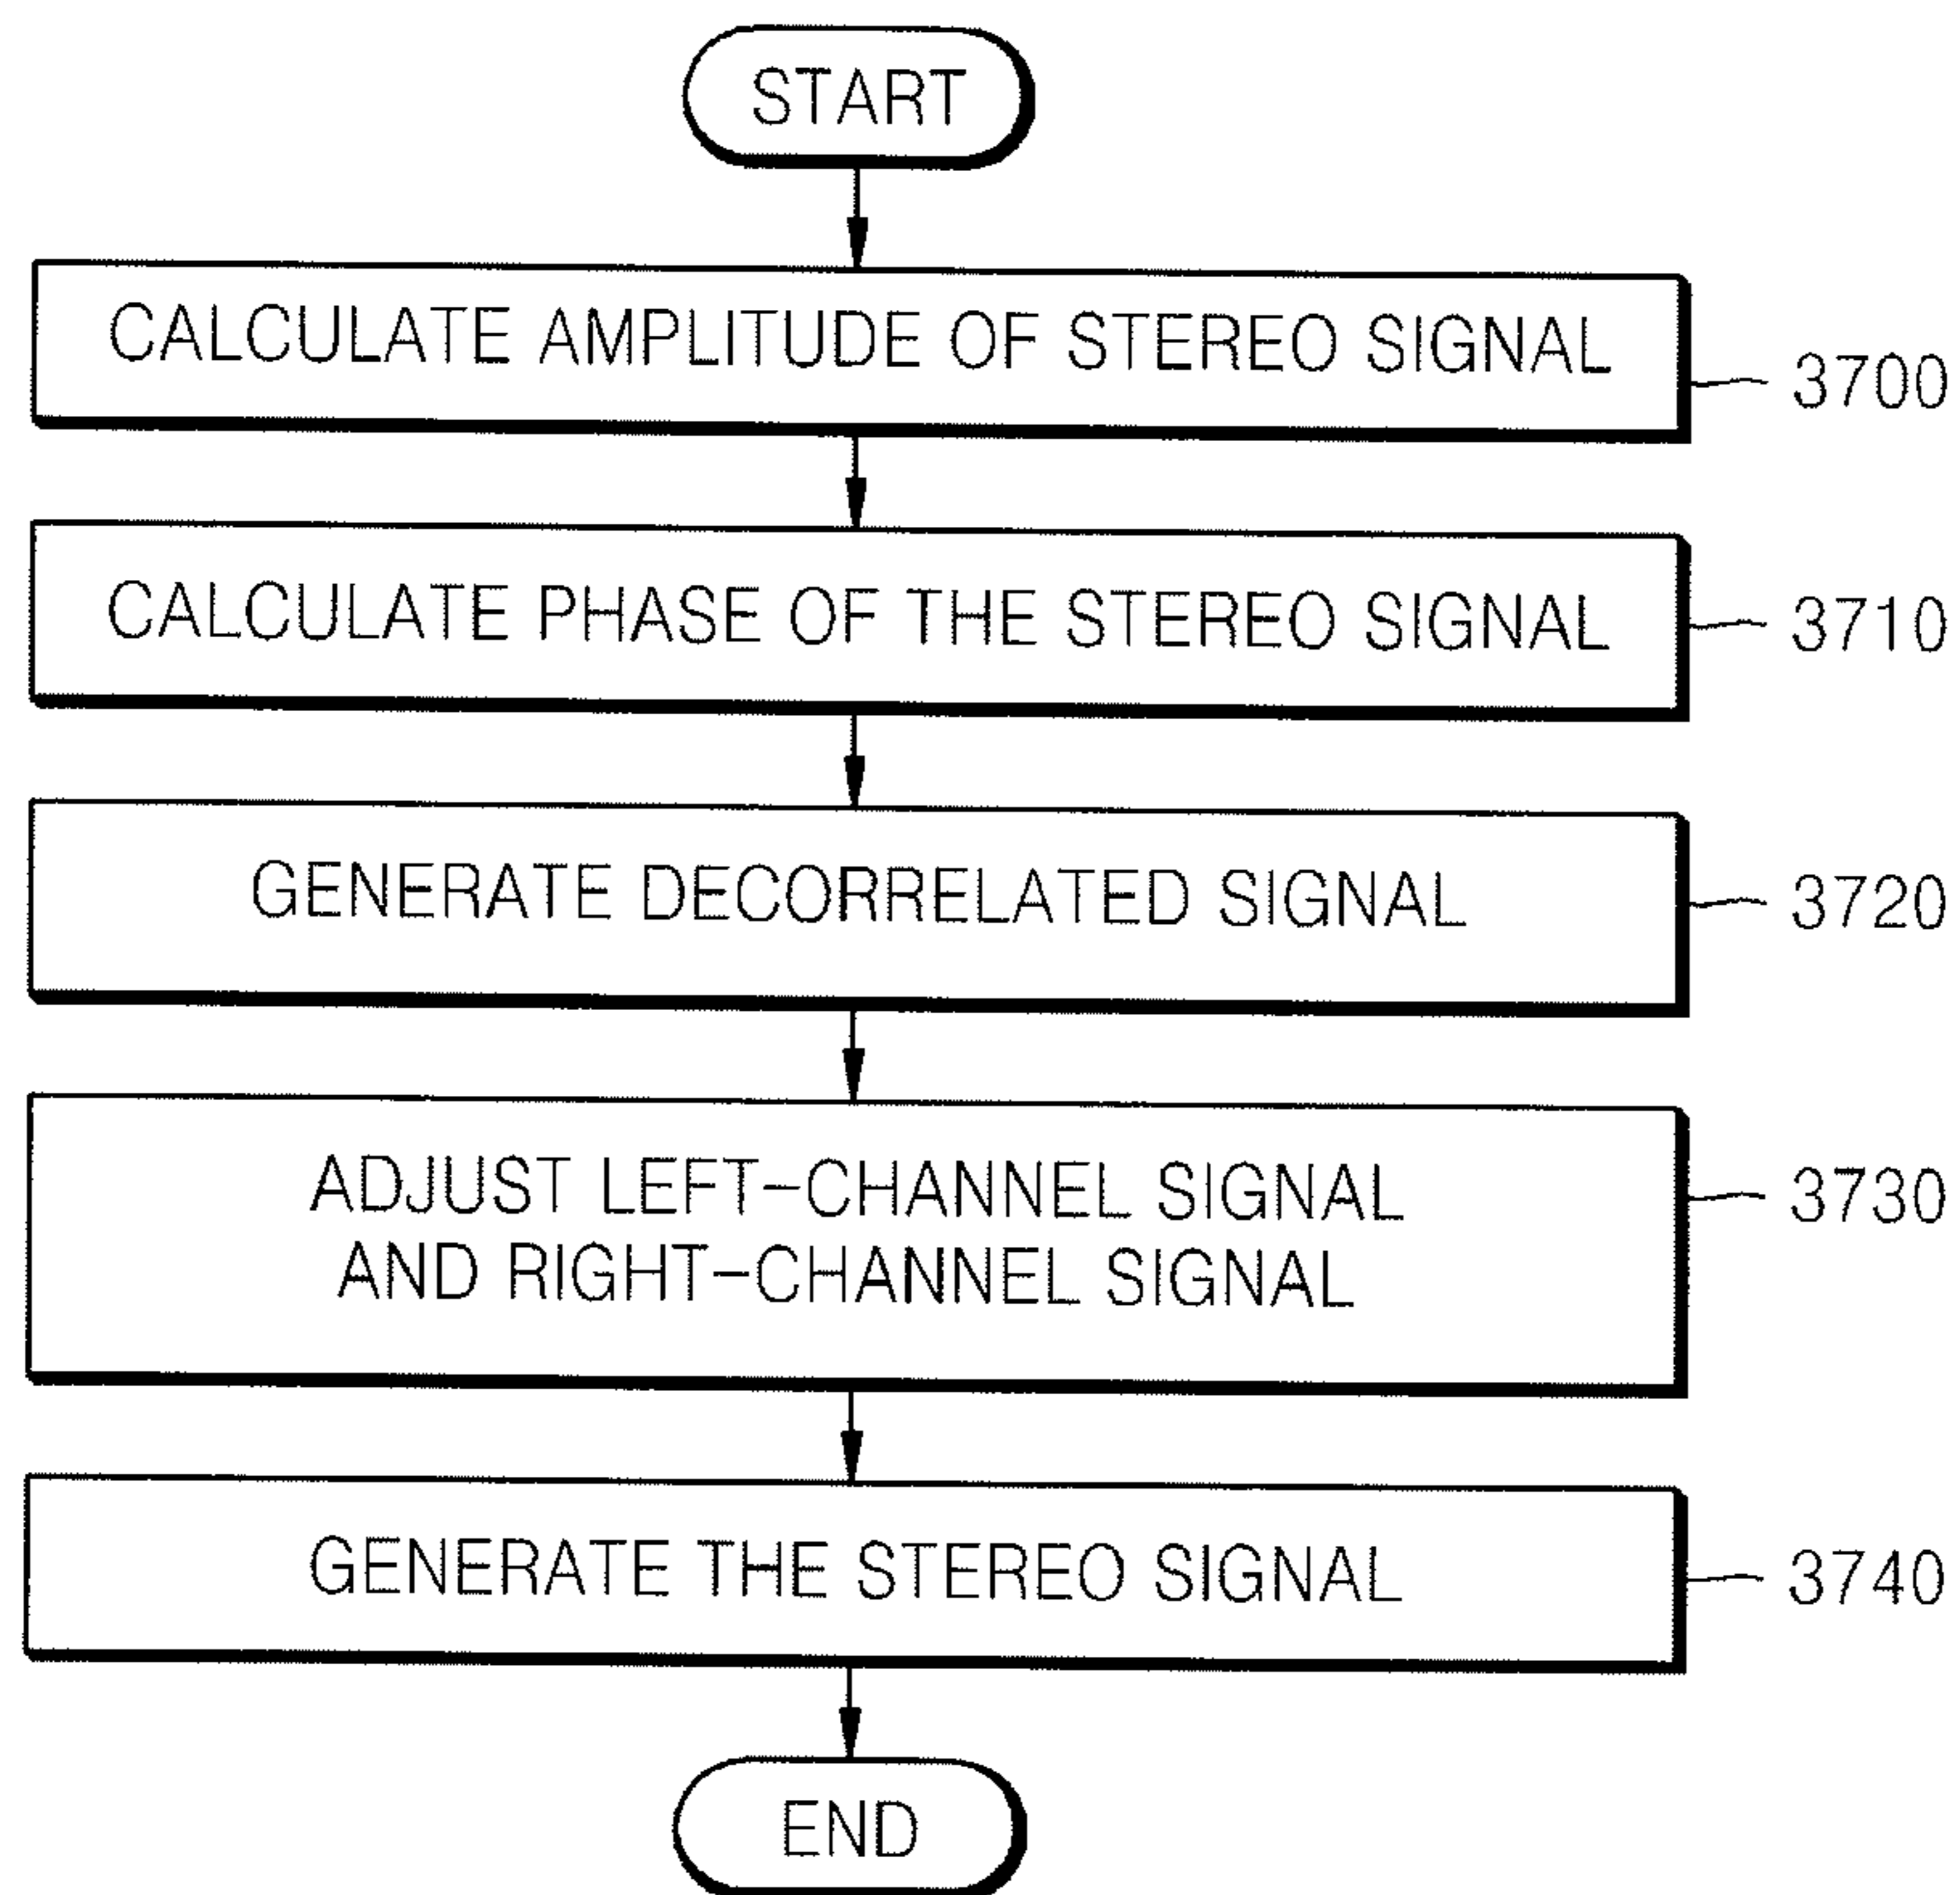 START
CALCULATE AMPLITUDE OF STEREO SIGNAL
3700
CALCULATE PHASE OF THE STEREO SIGNAL
3710
GENERATE DECORRELATED SIGNAL
3720
ADJUST LEFT-CHANNEL SIGNAL
AND RIGHT-CHANNEL SIGNAL
3730
GENERATE THE STEREO SIGNAL
3740
END